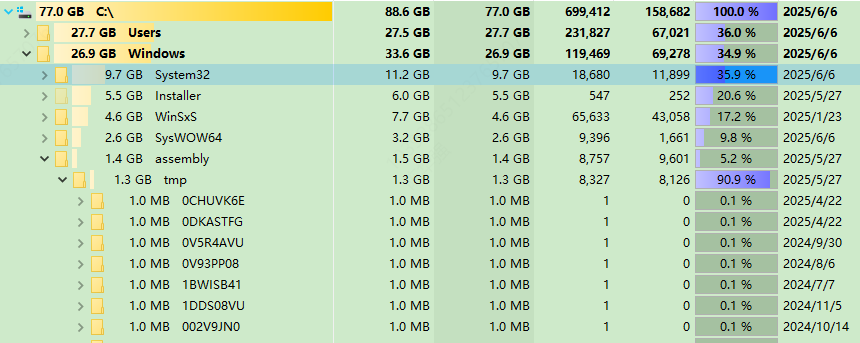 77.0 GB C:\ 88.6 GB 77.0 GB 699,412 158,682 100.0 % 2025/6/6
27.7 GB Users 27.5 GB 27.7 GB 231,827 67,021 36.0 % 2025/6/6
26.9 GB Windows 33.6 GB 26.9 GB 119,469 69,278 34.9 % 2025/6/6
9.7 GB System32 11.2 GB 9.7 GB 18,680 11,899 35.9 % 2025/6/6
5.5 GB Installer 6.0 GB 5.5 GB 547 252 20.6 % 2025/5/27
4.6 GB WinSxS 7.7 GB 4.6 GB 65,633 43,058 17.2 % 2025/1/23
2.6 GB SysWOW64 3.2 GB 2.6 GB 9,396 1,661 9.8 % 2025/6/6
1.4 GB assembly 1.5 GB 1.4 GB 8,757 9,601 5.2 % 2025/5/27
1.3 GB tmp 1.3 GB 1.3 GB 8,327 8,126 90.9 % 2025/5/27
1.0 MB 0CHUVK6E 1.0 MB 1.0 MB 1 0 0.1 % 2025/4/22
1.0 MB 0DKASTFG 1.0 MB 1.0 MB 1 0 0.1 % 2025/4/22
1.0 MB 0V5R4AVU 1.0 MB 1.0 MB 1 0 0.1 % 2024/9/30
1.0 MB 0V93PP08 1.0 MB 1.0 MB 1 0 0.1 % 2024/8/6
1.0 MB 1BWISB41 1.0 MB 1.0 MB 1 0 0.1 % 2024/7/7
1.0 MB 1DDS08VU 1.0 MB 1.0 MB 1 0 0.1 % 2024/11/5
1.0 MB 002V9JN0 1.0 MB 1.0 MB 1 0 0.1 % 2024/10/14